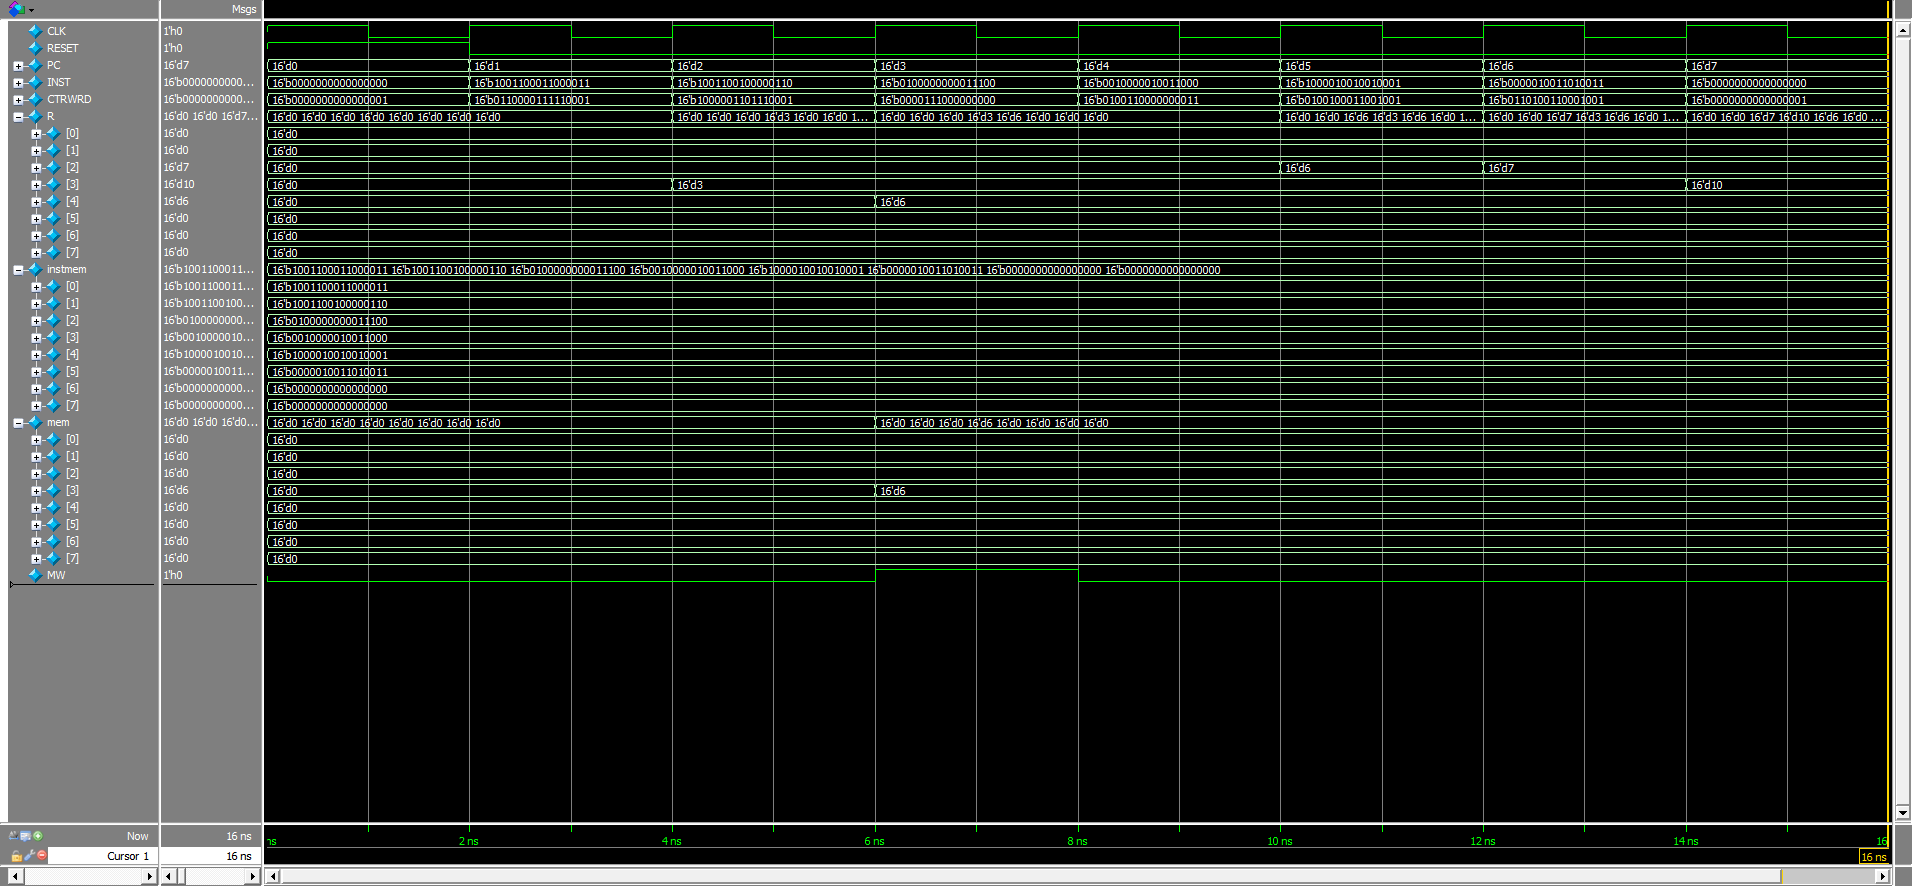 Msgs
CLK 1'h0
RESET 1'h0
PC 16'd7 16'd0 16'd1 16'd2 16'd3 16'd4 16'd5 16'd6 16'd7
INST 16'b0000000000... 16'b0000000000000000 16'b1001100011000011 16'b1001100100000110 16'b0100000000011100 16'b0010000010011000 16'b1000010010010001 16'b0000010011010011 16'b0000000000000000
CTRWRD 16'b0000000000... 16'b0000000000000001 16'b0110000111110001 16'b1000001101110001 16'b0000111000000000 16'b0100110000000011 16'b0100100011001001 16'b0110100110001001 16'b0000000000000001
R 16'd0 16'd0 16'd7... 16'd0 16'd0 16'd0 16'd0 16'd0 16'd0 16'd0 16'd0 16'd0 16'd0 16'd0 16'd3 16'd0 16'd0 1... 16'd0 16'd0 16'd0 16'd3 16'd6 16'd0 16'd0 16'd0 16'd0 16'd0 16'd6 16'd3 16'd6 16'd0 1... 16'd0 16'd0 16'd7 16'd3 16'd6 16'd0 1... 16'd0 16'd0 16'd7 16'd10 16'd6 16'd0 ...
[0] 16'd0 16'd0
[1] 16'd0 16'd0
[2] 16'd7 16'd0 16'd6 16'd7
[3] 16'd10 16'd0 16'd3 16'd10
[4] 16'd6 16'd0 16'd6
[5] 16'd0 16'd0
[6] 16'd0 16'd0
[7] 16'd0 16'd0
instmem 16'b1001100011... 16'b1001100011000011 16'b1001100100000110 16'b0100000000011100 16'b0010000010011000 16'b1000010010010001 16'b0000010011010011 16'b0000000000000000 16'b0000000000000000
[0] 16'b1001100011... 16'b1001100011000011
[1] 16'b1001100100... 16'b1001100100000110
[2] 16'b0100000000... 16'b0100000000011100
[3] 16'b0010000010... 16'b0010000010011000
[4] 16'b1000010010... 16'b1000010010010001
[5] 16'b0000010011... 16'b0000010011010011
[6] 16'b0000000000... 16'b0000000000000000
[7] 16'b0000000000... 16'b0000000000000000
mem 16'd0 16'd0 16'd0... 16'd0 16'd0 16'd0 16'd0 16'd0 16'd0 16'd0 16'd0 16'd0 16'd0 16'd0 16'd6 16'd0 16'd0 16'd0 16'd0
[0] 16'd0 16'd0
[1] 16'd0 16'd0
[2] 16'd0 16'd0
[3] 16'd6 16'd0 16'd6
[4] 16'd0 16'd0
[5] 16'd0 16'd0
[6] 16'd0 16'd0
[7] 16'd0 16'd0
MW 1'h0
Now 16 ns ns 2 ns 4 ns 6 ns 8 ns 10 ns 12 ns 14 ns 16
Cursor 1 16 ns 16 ns